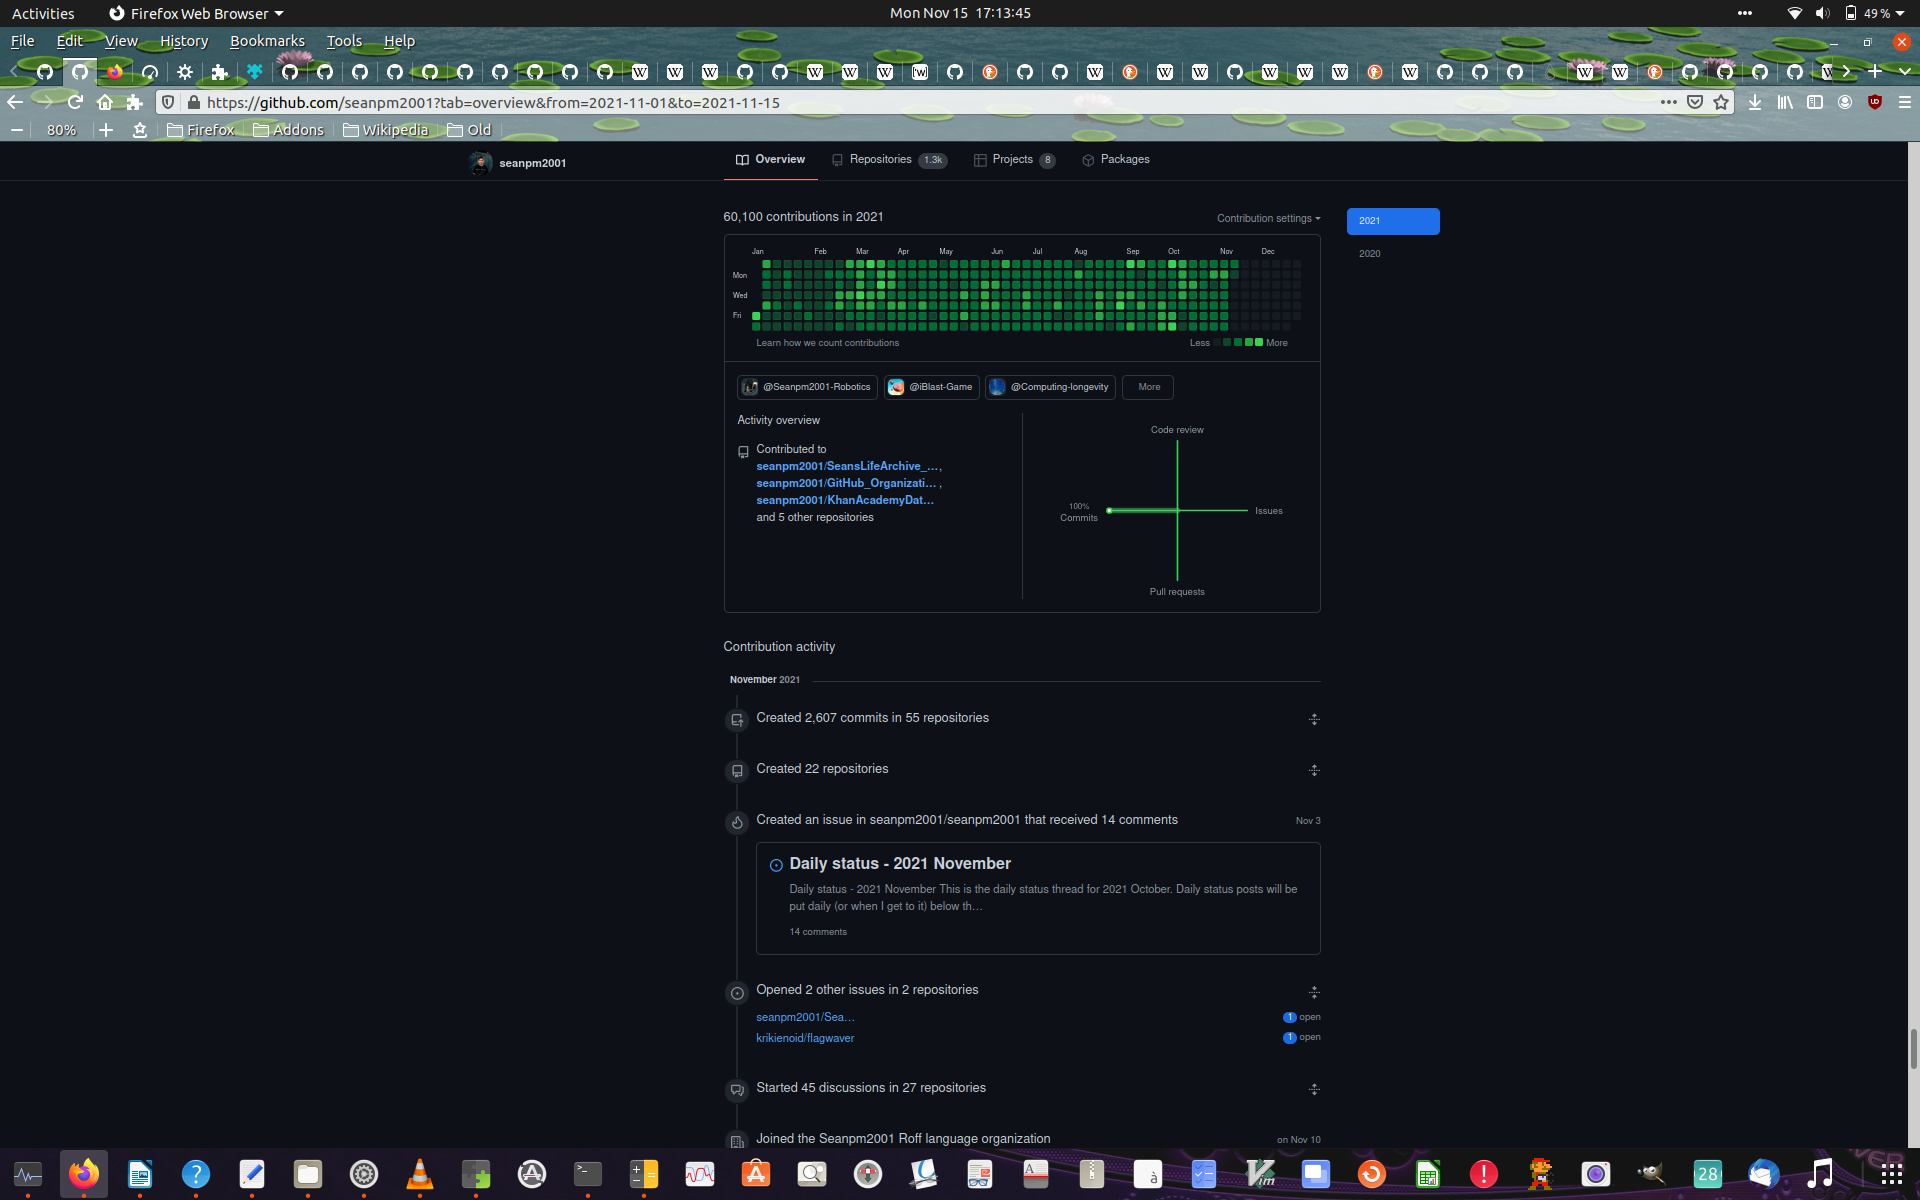 Activities
Firefox Web Browser
Mon Nov 15 17:13:45
49 %
File Edit View History Bookmarks Tools Help
https://github.com/seanpm2001?tab=overview&from=2021-11-01&to=2021-11-15
80%
Firefox
Addons
Wikipedia
Old
seanpm2001
Overview
Repositories 1.3k
Projects 8
Packages
60,100 contributions in 2021
Contribution settings
2021
2020
Jan Feb Mar Apr May Jun Jul Aug Sep Oct Nov Dec
Mon
Wed
Fri
Learn how we count contributions
Less
More
@Seanpm2001-Robotics
@iBlast-Game
@Computing-longevity
More
Activity overview
Contributed to
seanpm2001/SeansLifeArchive_…,
seanpm2001/GitHub_Organizati… ,
seanpm2001/KhanAcademyDat…
and 5 other repositories
Code review
100%
Commits
Issues
Pull requests
Contribution activity
November 2021
Created 2,607 commits in 55 repositories
Created 22 repositories
Created an issue in seanpm2001/seanpm2001 that received 14 comments
Nov 3
Daily status - 2021 November
Daily status - 2021 November This is the daily status thread for 2021 October. Daily status posts will be
put daily (or when I get to it) below th…
14 comments
Opened 2 other issues in 2 repositories
seanpm2001/Sea…
1 open
krikienoid/flagwaver
1 open
Started 45 discussions in 27 repositories
Joined the Seanpm2001 Roff language organization
on Nov 10
28